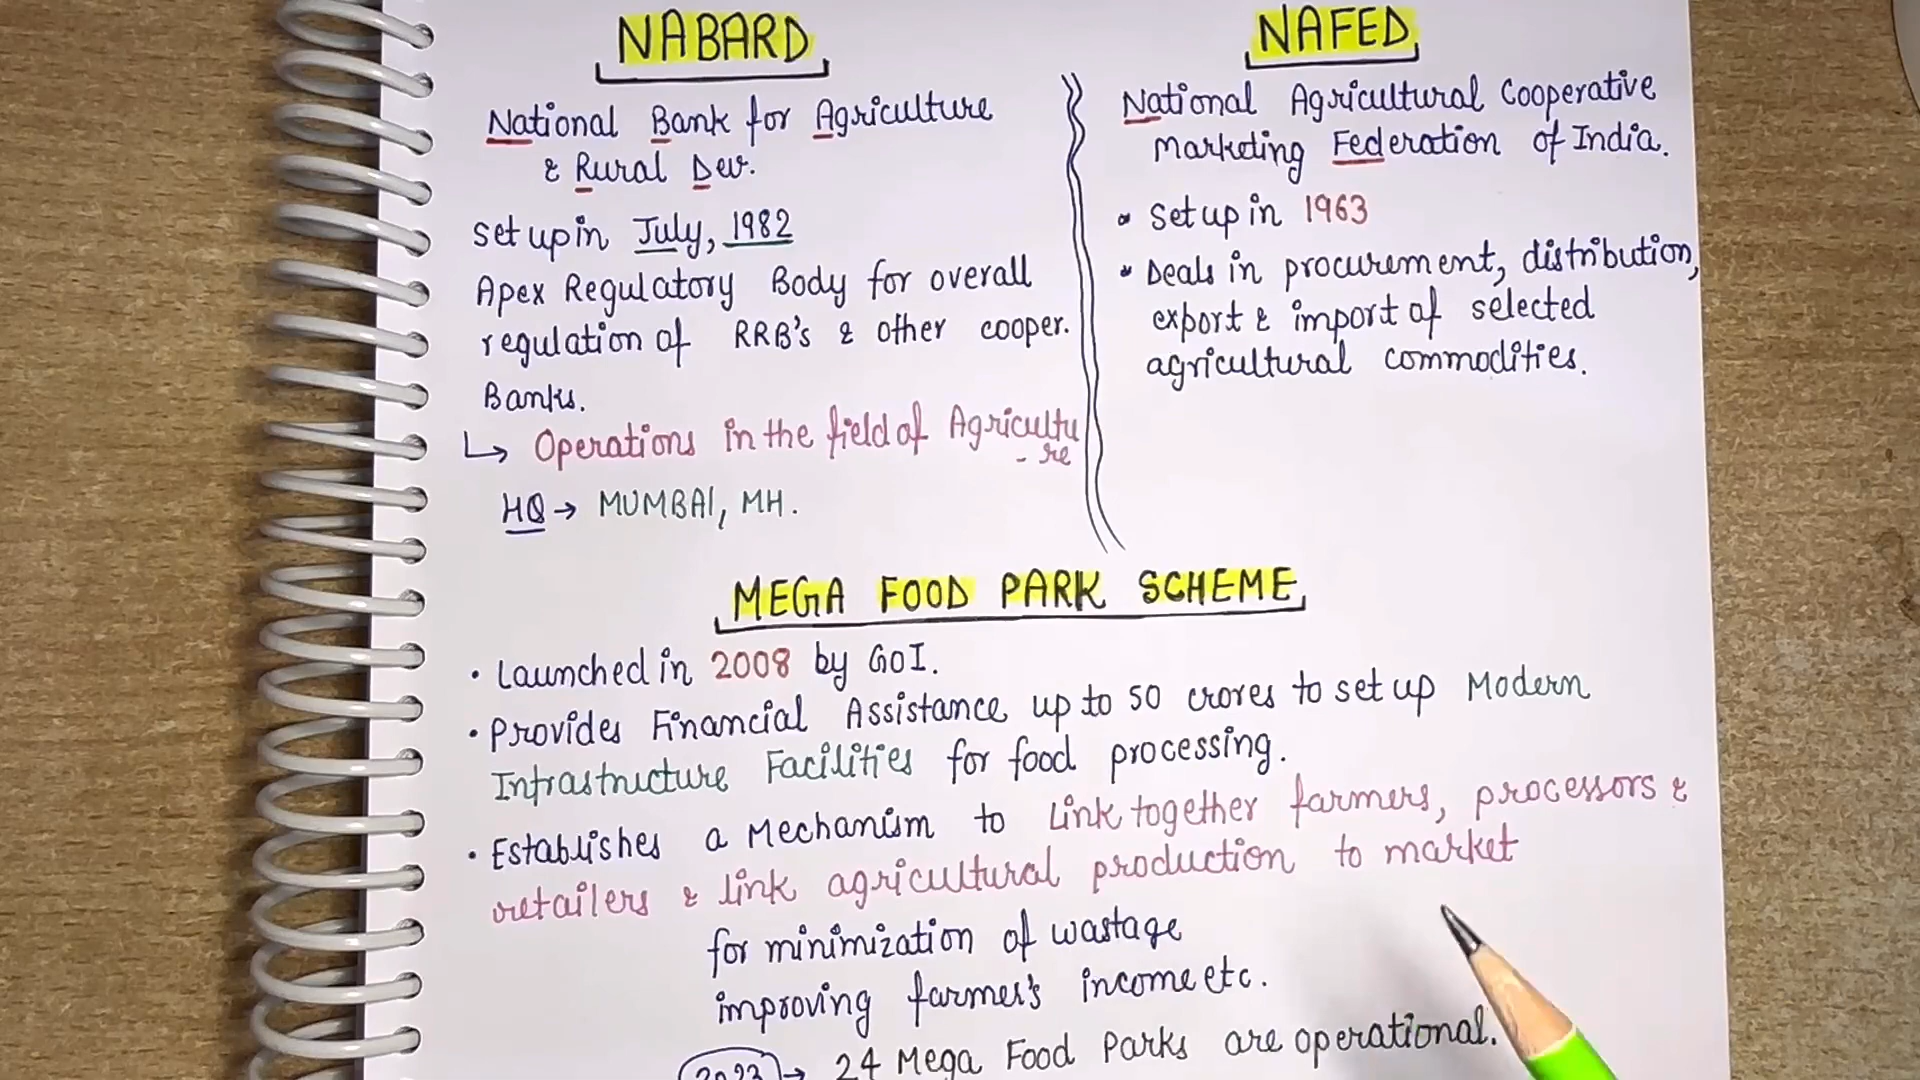 NABARD
National Bank for Agriculture
& Rural Dev.
set up in July, 1982
Apex Regulatory Body for overall
regulation of RRB's & other cooper.
Banks.
↳ Operations in the field of Agricultu
- re
HQ → MUMBAI, MH.
NAFED
National Agricultural Cooperative
Marketing Federation of India.
• Set up in 1963
• Deals in procurement, distribution,
export & import of selected
agricultural commodities.
MEGA FOOD PARK SCHEME
• Launched in 2008 by GOI.
• Provides Financial Assistance up to 50 crores to set up Modern
Infrastructure Facilities for food processing.
• Establishes a Mechanism to Link together farmers, processors &
retailers & link agricultural production to market
for minimization of wastage
improving farmer's income etc.
2023 → 24 Mega Food Parks are operational.